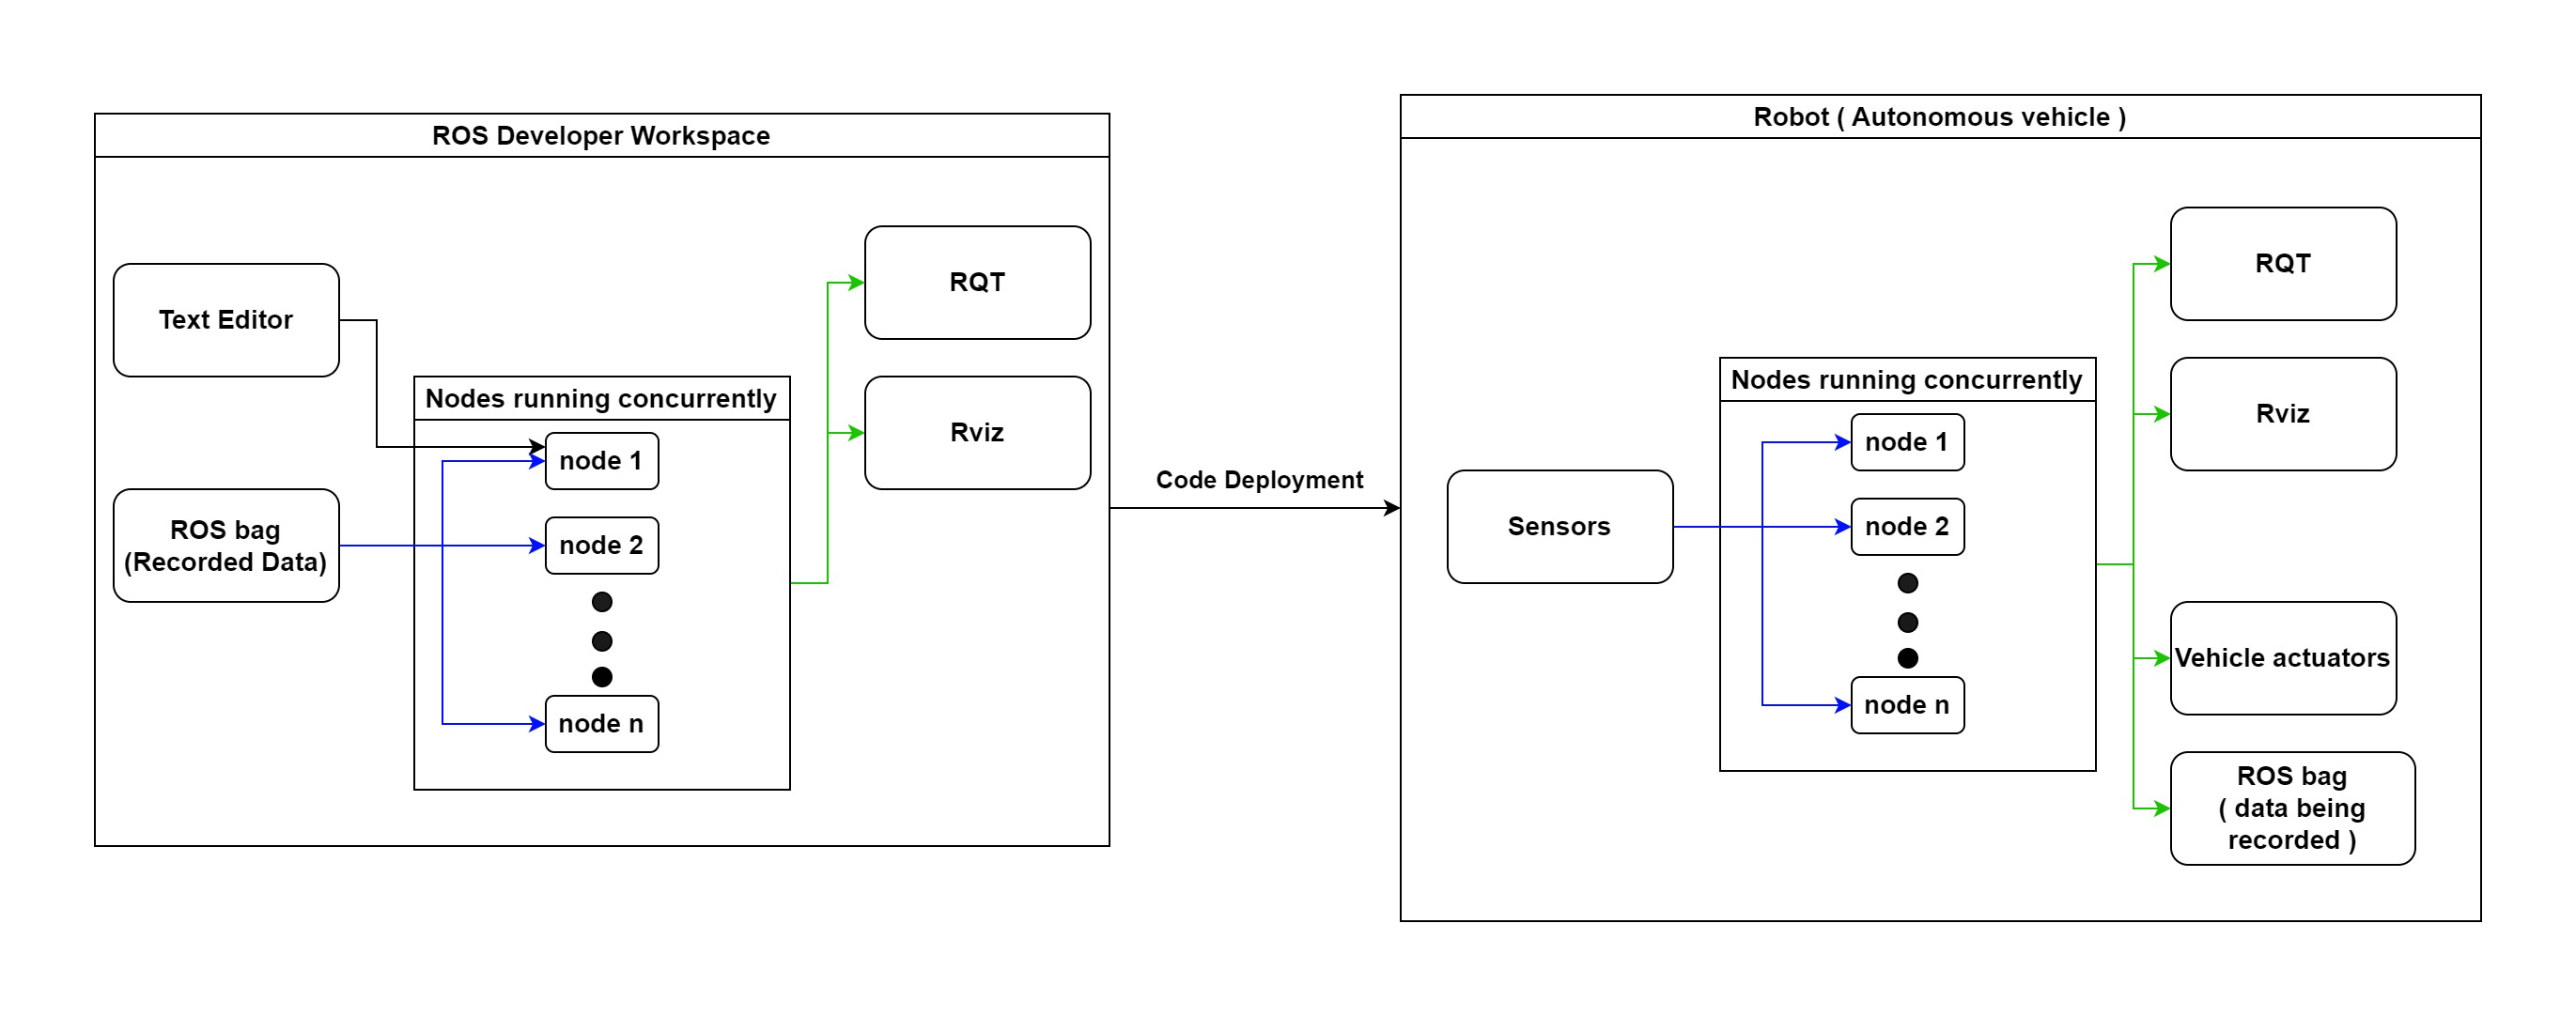 ROS Developer Workspace
Text Editor
ROS bag
(Recorded Data)
Nodes running concurrently
node 1
node 2
node n
RQT
Rviz
Code Deployment
Robot ( Autonomous vehicle )
Sensors
Nodes running concurrently
node 1
node 2
node n
RQT
Rviz
Vehicle actuators
ROS bag
( data being
recorded )